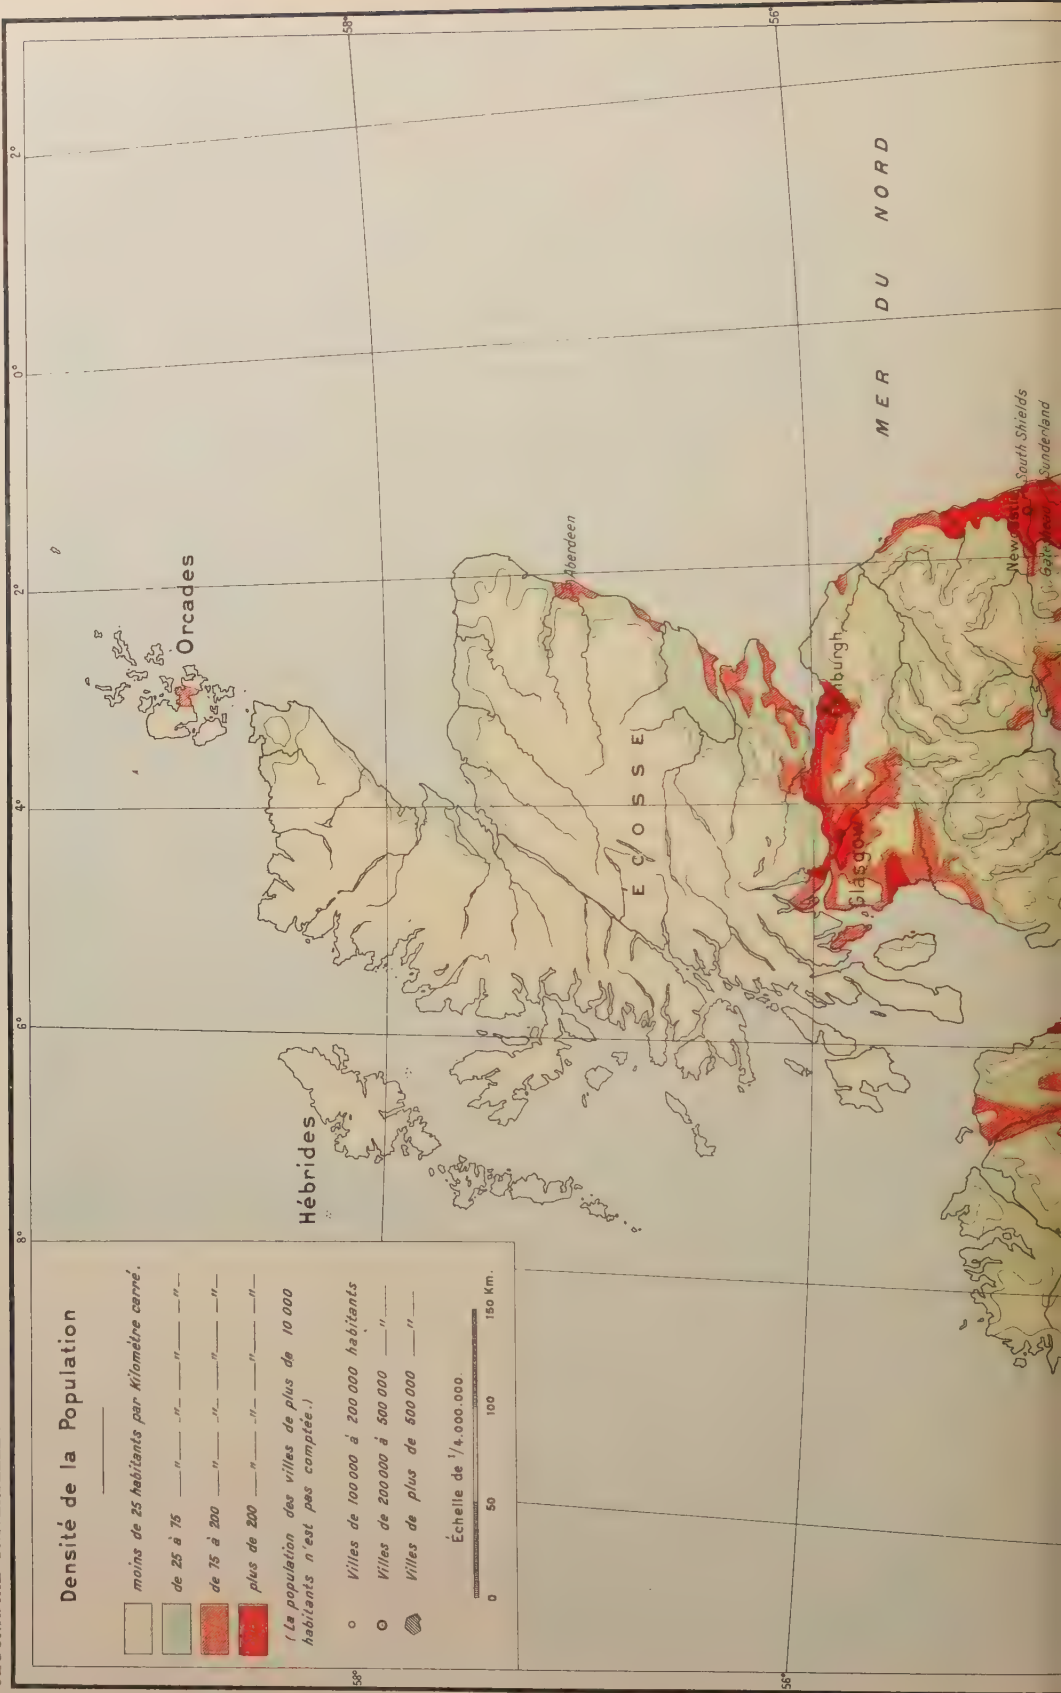 Densité de la Population
moins de 25 habitants par Kilomètre carré.
de 25 à 75 —"— —"— —"—
de 75 à 200 —"— —"— —"—
plus de 200 —"— —"— —"—
(La population des villes de plus de 10 000
habitants n'est pas comptée.)
Villes de 100 000 à 200 000 habitants
Villes de 200 000 à 500 000 —"—
Villes de plus de 500 000 —"—
Échelle de 1/4.000.000.
0 50 100 150 Km.
8° 6° 4° 2° 0° 2°
58°
58°
56°
56°
Orcades
Hébrides
ÉCOSSE
Aberdeen
Glasgow
MER DU NORD
Newcastle
South Shields
Gateshead
Sunderland